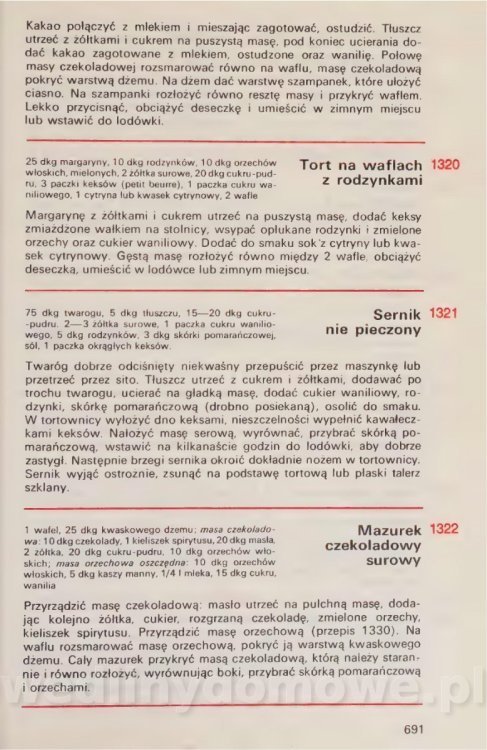 Kakao połączyć z mlekiem i mieszając zagotować, ostudzić. Tłuszcz
utrzeć z żółtkami i cukrem na puszystą masę, pod koniec ucierania do-
dać kakao zagotowane z mlekiem, ostudzone oraz wanilię. Połowę
masy czekoladowej rozsmarować równo na waflu, masę czekoladową
pokryć warstwą dżemu. Na dżem dać warstwę szampanek, które ułożyć
ciasno. Na szampanki rozłożyć równo resztę masy i przykryć waflem.
Lekko przycisnąć, obciążyć deseczkę i umieścić w zimnym miejscu
lub wstawić do lodówki.
25 dkg margaryny, 10 dkg rodzynków, 10 dkg orzechów
włoskich, mielonych, 2 żółtka surowe, 20 dkg cukru-pud-
ru, 3 paczki keksów (petit beurre), 1 paczka cukru wa-
niliowego, 1 cytryna lub kwasek cytrynowy, 2 wafle
Tort na waflach 1320
z rodzynkami
Margarynę z żółtkami i cukrem utrzeć na puszystą masę, dodać keksy
zmiażdżone wałkiem na stolnicy, wsypać opłukane rodzynki i zmielone
orzechy oraz cukier waniliowy. Dodać do smaku sok z cytryny lub kwa-
sek cytrynowy. Gęstą masę rozłożyć równo między 2 wafle, obciążyć
deseczką, umieścić w lodówce lub zimnym miejscu.
75 dkg twarogu, 5 dkg tłuszczu, 15—20 dkg cukru-
-pudru, 2—3 żółtka surowe, 1 paczka cukru wanilio-
wego, 5 dkg rodzynków, 3 dkg skórki pomarańczowej,
sól, 1 paczka okrągłych keksów.
Sernik 1321
nie pieczony
Twaróg dobrze odciśnięty niekwaśny przepuścić przez maszynkę lub
przetrzeć przez sito. Tłuszcz utrzeć z cukrem i żółtkami, dodawać po
trochu twarogu, ucierać na gładką masę, dodać cukier waniliowy, ro-
dzynki, skórkę pomarańczową (drobno posiekaną), osolić do smaku.
W tortownicy wyłożyć dno keksami, nieszczelności wypełnić kawałecz-
kami keksów. Nałożyć masę serową, wyrównać, przybrać skórką po-
marańczową, wstawić na kilkanaście godzin do lodówki, aby dobrze
zastygł. Następnie brzegi sernika okroić dokładnie nożem w tortownicy.
Sernik wyjąć ostrożnie, zsunąć na podstawę tortową lub płaski talerz
szklany.
1 wafel, 25 dkg kwaskowego dżemu; masa czekolado-
wa: 10 dkg czekolady, 1 kieliszek spirytusu, 20 dkg masła,
2 żółtka, 20 dkg cukru-pudru, 10 dkg orzechów wło-
skich; masa orzechowa oszczędna: 10 dkg orzechów
włoskich, 5 dkg kaszy manny, 1/4 l mleka, 15 dkg cukru,
wanilia
Mazurek 1322
czekoladowy
surowy
Przyrządzić masę czekoladową: masło utrzeć na pulchną masę, doda-
jąc kolejno żółtka, cukier, rozgrzaną czekoladę, zmielone orzechy,
kieliszek spirytusu. Przyrządzić masę orzechową (przepis 1330). Na
waflu rozsmarować masę orzechową, pokryć ją warstwą kwaskowego
dżemu. Cały mazurek przykryć masą czekoladową, którą należy staran-
nie i równo rozłożyć, wyrównując boki, przybrać skórką pomarańczową
i orzechami.
wedlinydomowe.pl
691